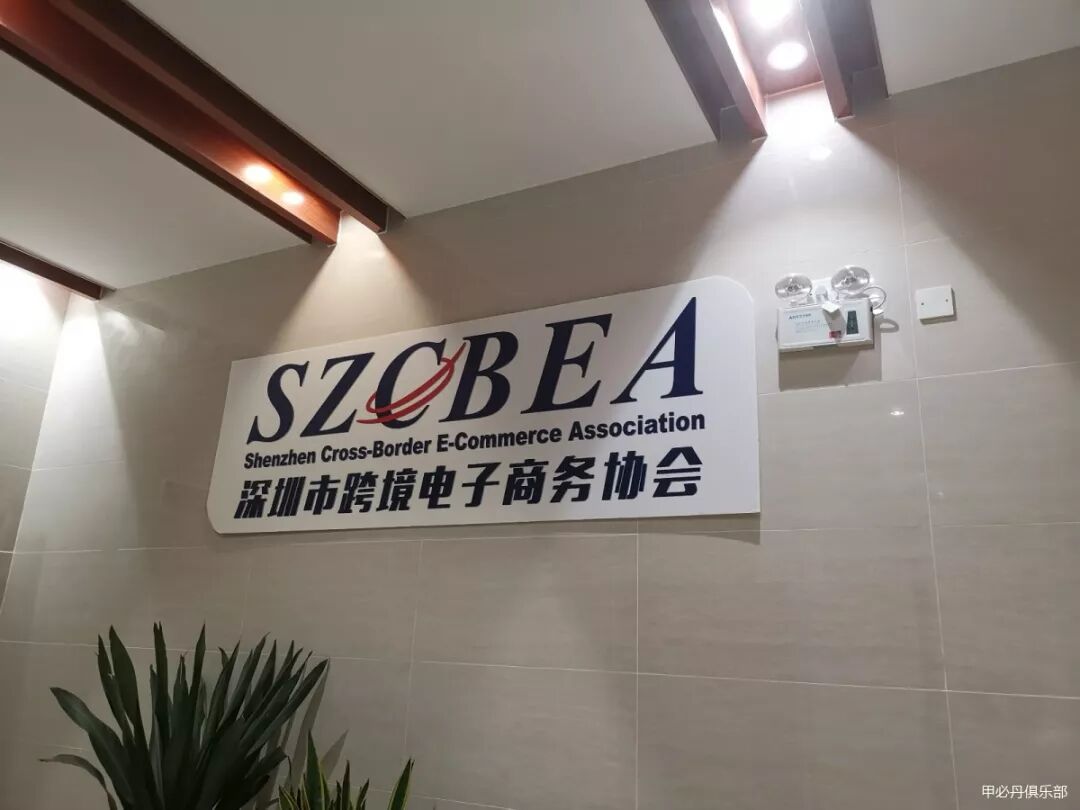 SZCBEA
Shenzhen Cross-Border E-Commerce Association
深圳市跨境电子商务协会
甲必丹俱乐部